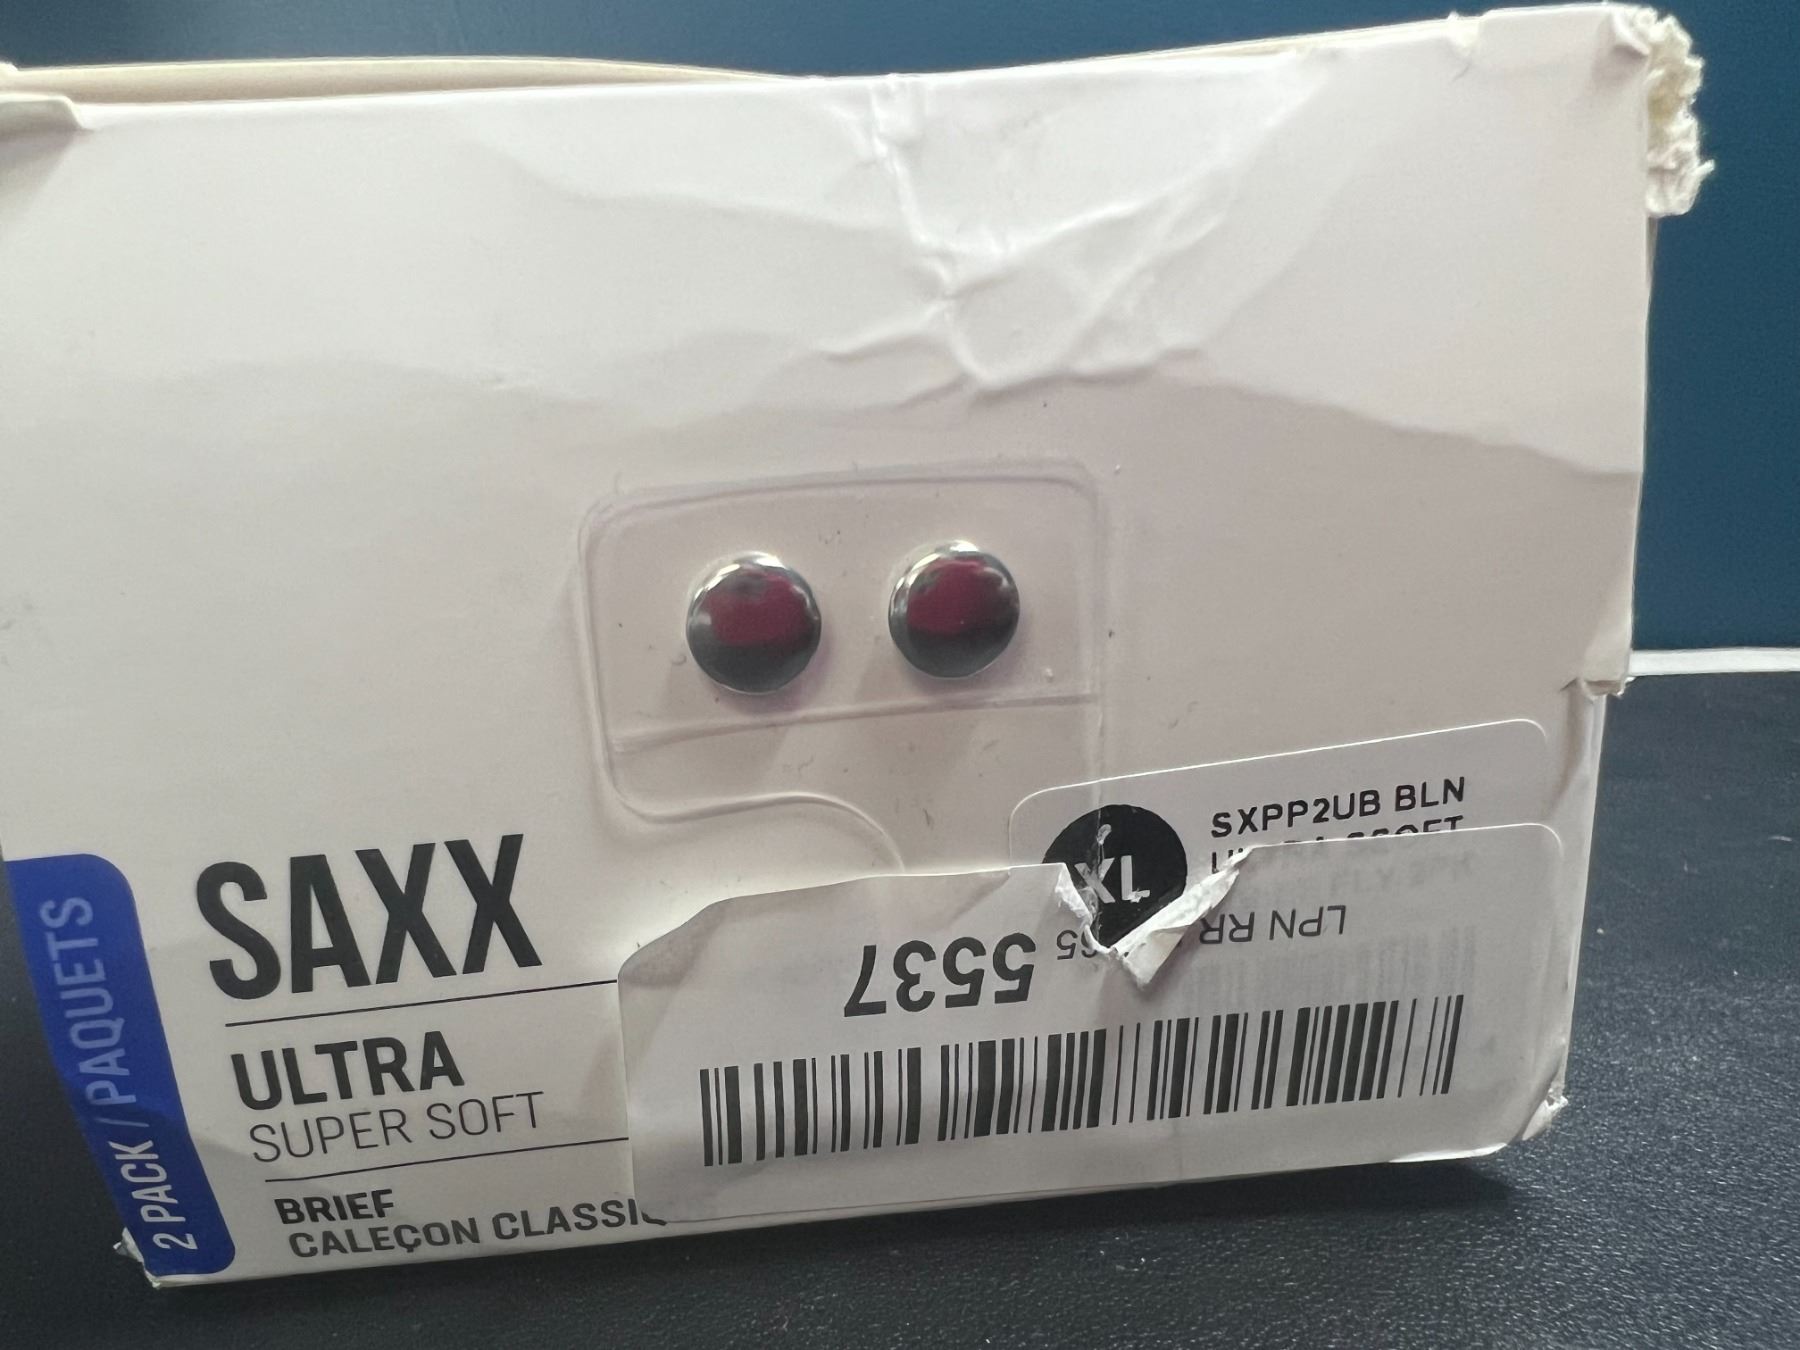 2 PACK / PAQUETS
SAXX
ULTRA
SUPER SOFT
BRIEF
CALEÇON CLASSIQ
XL
SXPP2UB BLN
LPN RR
5537